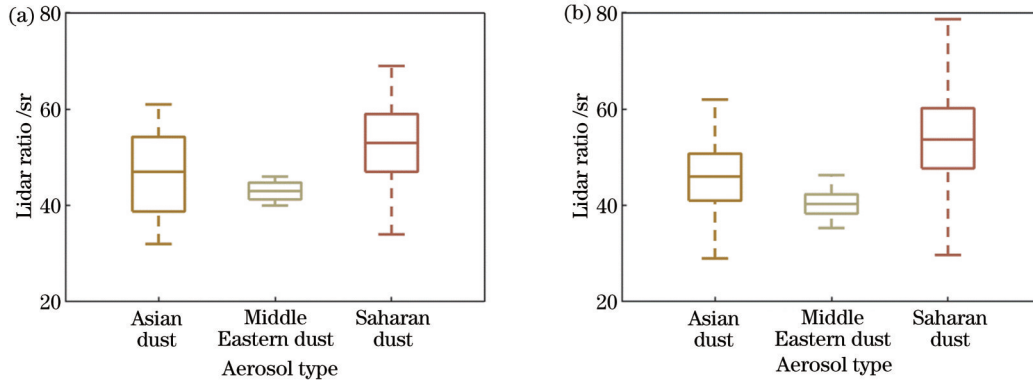 (a)
80
60
40
20
Lidar ratio /sr
Asian
dust
Middle
Eastern dust
Saharan
dust
Aerosol type
(b)
80
60
40
20
Lidar ratio /sr
Asian
dust
Middle
Eastern dust
Saharan
dust
Aerosol type